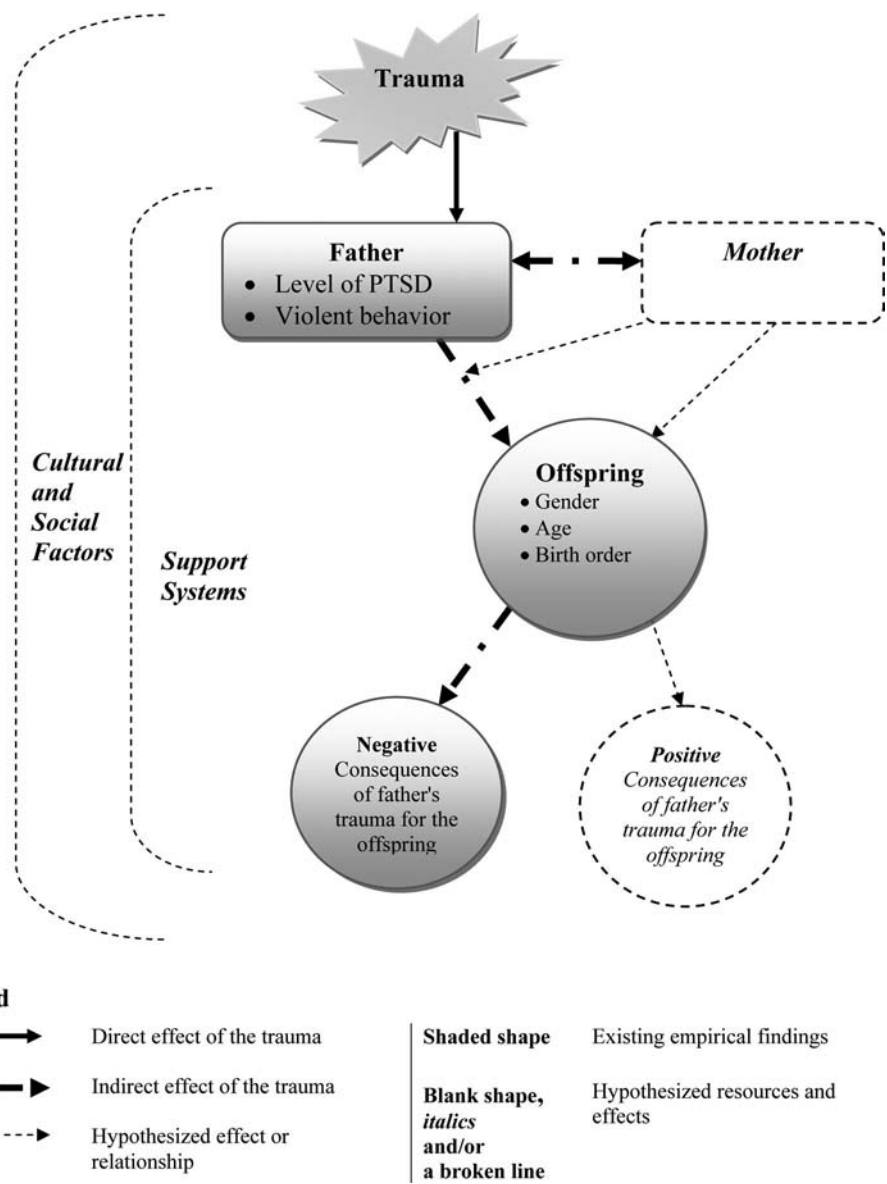 Trauma
Father
• Level of PTSD
• Violent behavior
Mother
Offspring
• Gender
• Age
• Birth order
Cultural
and
Social
Factors
Support
Systems
Negative
Consequences
of father's
trauma for the
offspring
Positive
Consequences
of father's
trauma for the
offspring
d
Direct effect of the trauma
Indirect effect of the trauma
Hypothesized effect or
relationship
Shaded shape
Existing empirical findings
Blank shape,
italics
and/or
a broken line
Hypothesized resources and
effects